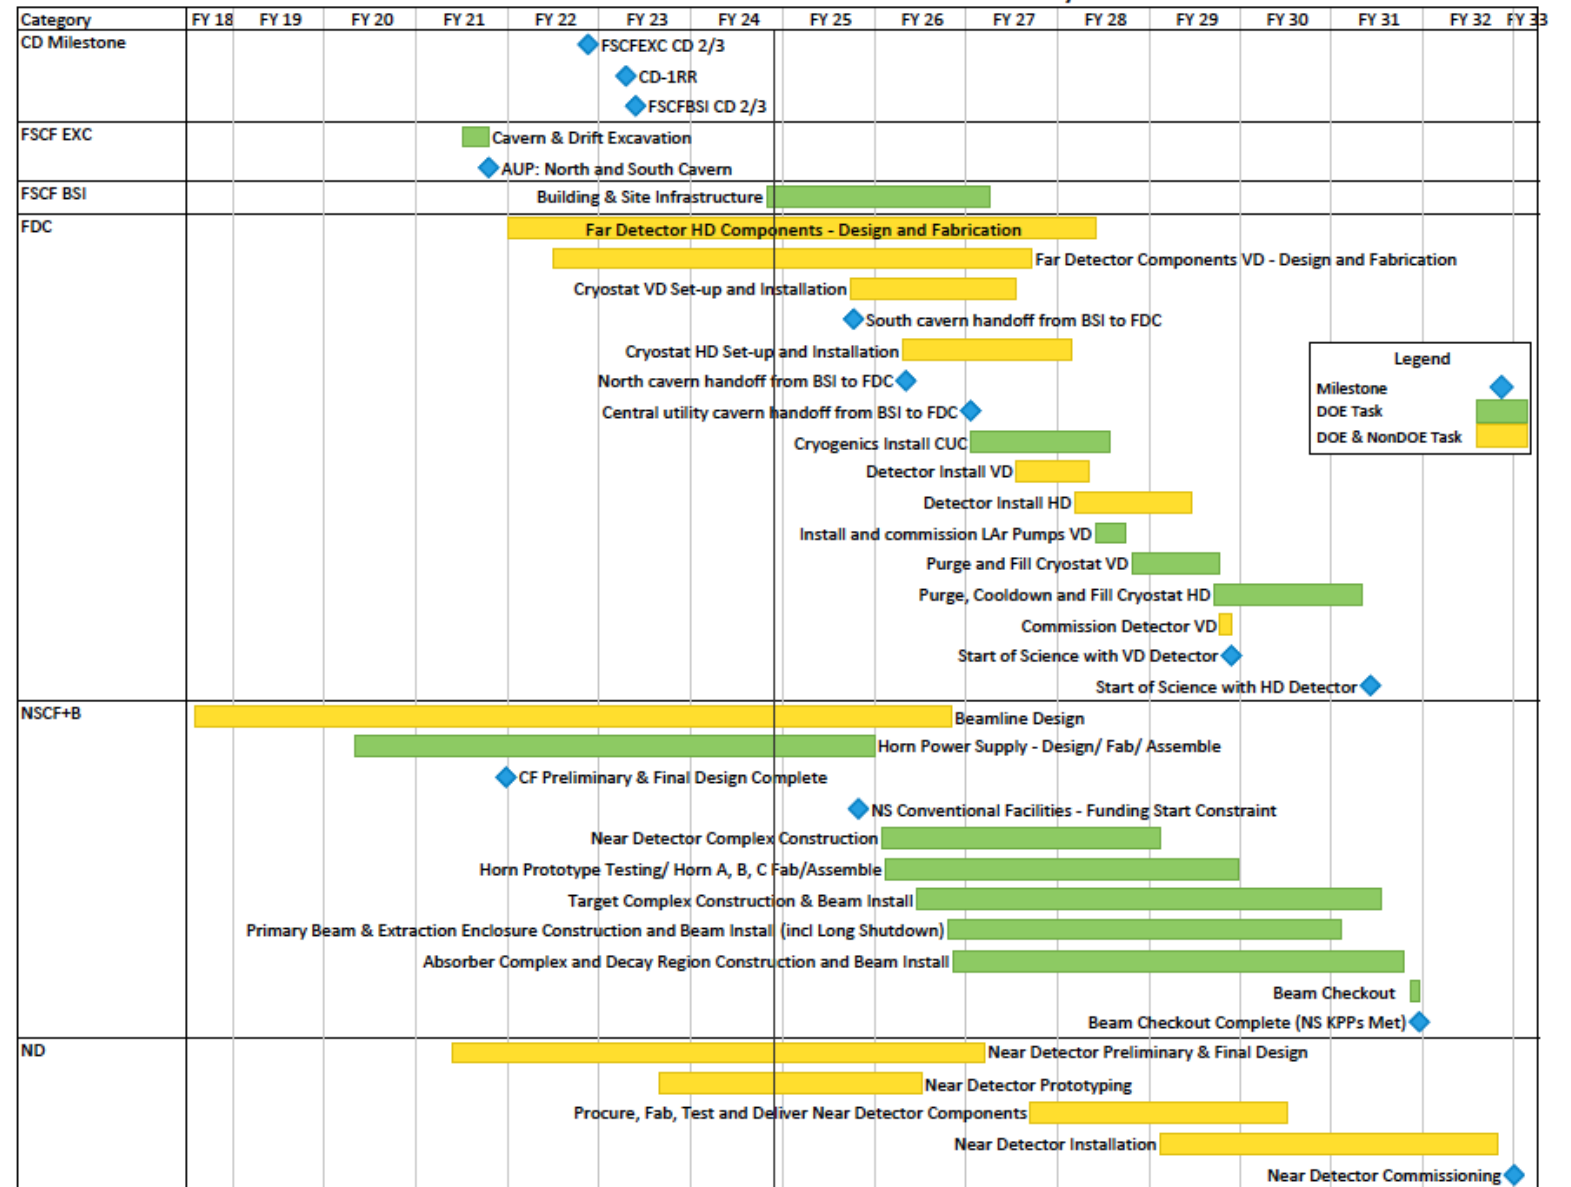 Category FY 18 FY 19 FY 20 FY 21 FY 22 FY 23 FY 24 FY 25 FY 26 FY 27 FY 28 FY 29 FY 30 FY 31 FY 32 FY 33
CD Milestone
FSCFEXC CD 2/3
CD-1RR
FSCFBSI CD 2/3
FSCF EXC
Cavern & Drift Excavation
AUP: North and South Cavern
FSCF BSI
Building & Site Infrastructure
FDC
Far Detector HD Components - Design and Fabrication
Far Detector Components VD - Design and Fabrication
Cryostat VD Set-up and Installation
South cavern handoff from BSI to FDC
Cryostat HD Set-up and Installation
North cavern handoff from BSI to FDC
Central utility cavern handoff from BSI to FDC
Cryogenics Install CUC
Detector Install VD
Detector Install HD
Install and commission LAr Pumps VD
Purge and Fill Cryostat VD
Purge, Cooldown and Fill Cryostat HD
Commission Detector VD
Start of Science with VD Detector
Start of Science with HD Detector
Legend
Milestone
DOE Task
DOE & NonDOE Task
NSCF+B
Beamline Design
Horn Power Supply - Design/ Fab/ Assemble
CF Preliminary & Final Design Complete
NS Conventional Facilities - Funding Start Constraint
Near Detector Complex Construction
Horn Prototype Testing/ Horn A, B, C Fab/Assemble
Target Complex Construction & Beam Install
Primary Beam & Extraction Enclosure Construction and Beam Install (incl Long Shutdown)
Absorber Complex and Decay Region Construction and Beam Install
Beam Checkout
Beam Checkout Complete (NS KPPs Met)
ND
Near Detector Preliminary & Final Design
Near Detector Prototyping
Procure, Fab, Test and Deliver Near Detector Components
Near Detector Installation
Near Detector Commissioning